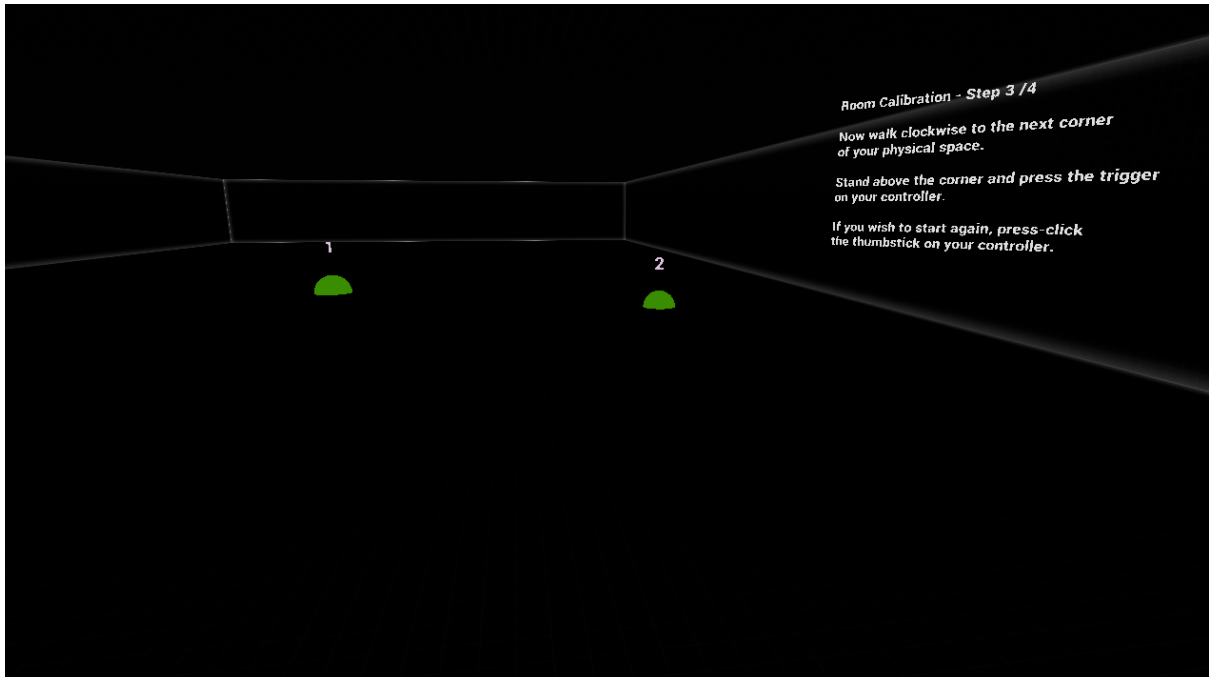 Room Calibration - Step 3 /4
Now walk clockwise to the next corner
of your physical space.
Stand above the corner and press the trigger
on your controller.
If you wish to start again, press-click
the thumbstick on your controller.
1
2